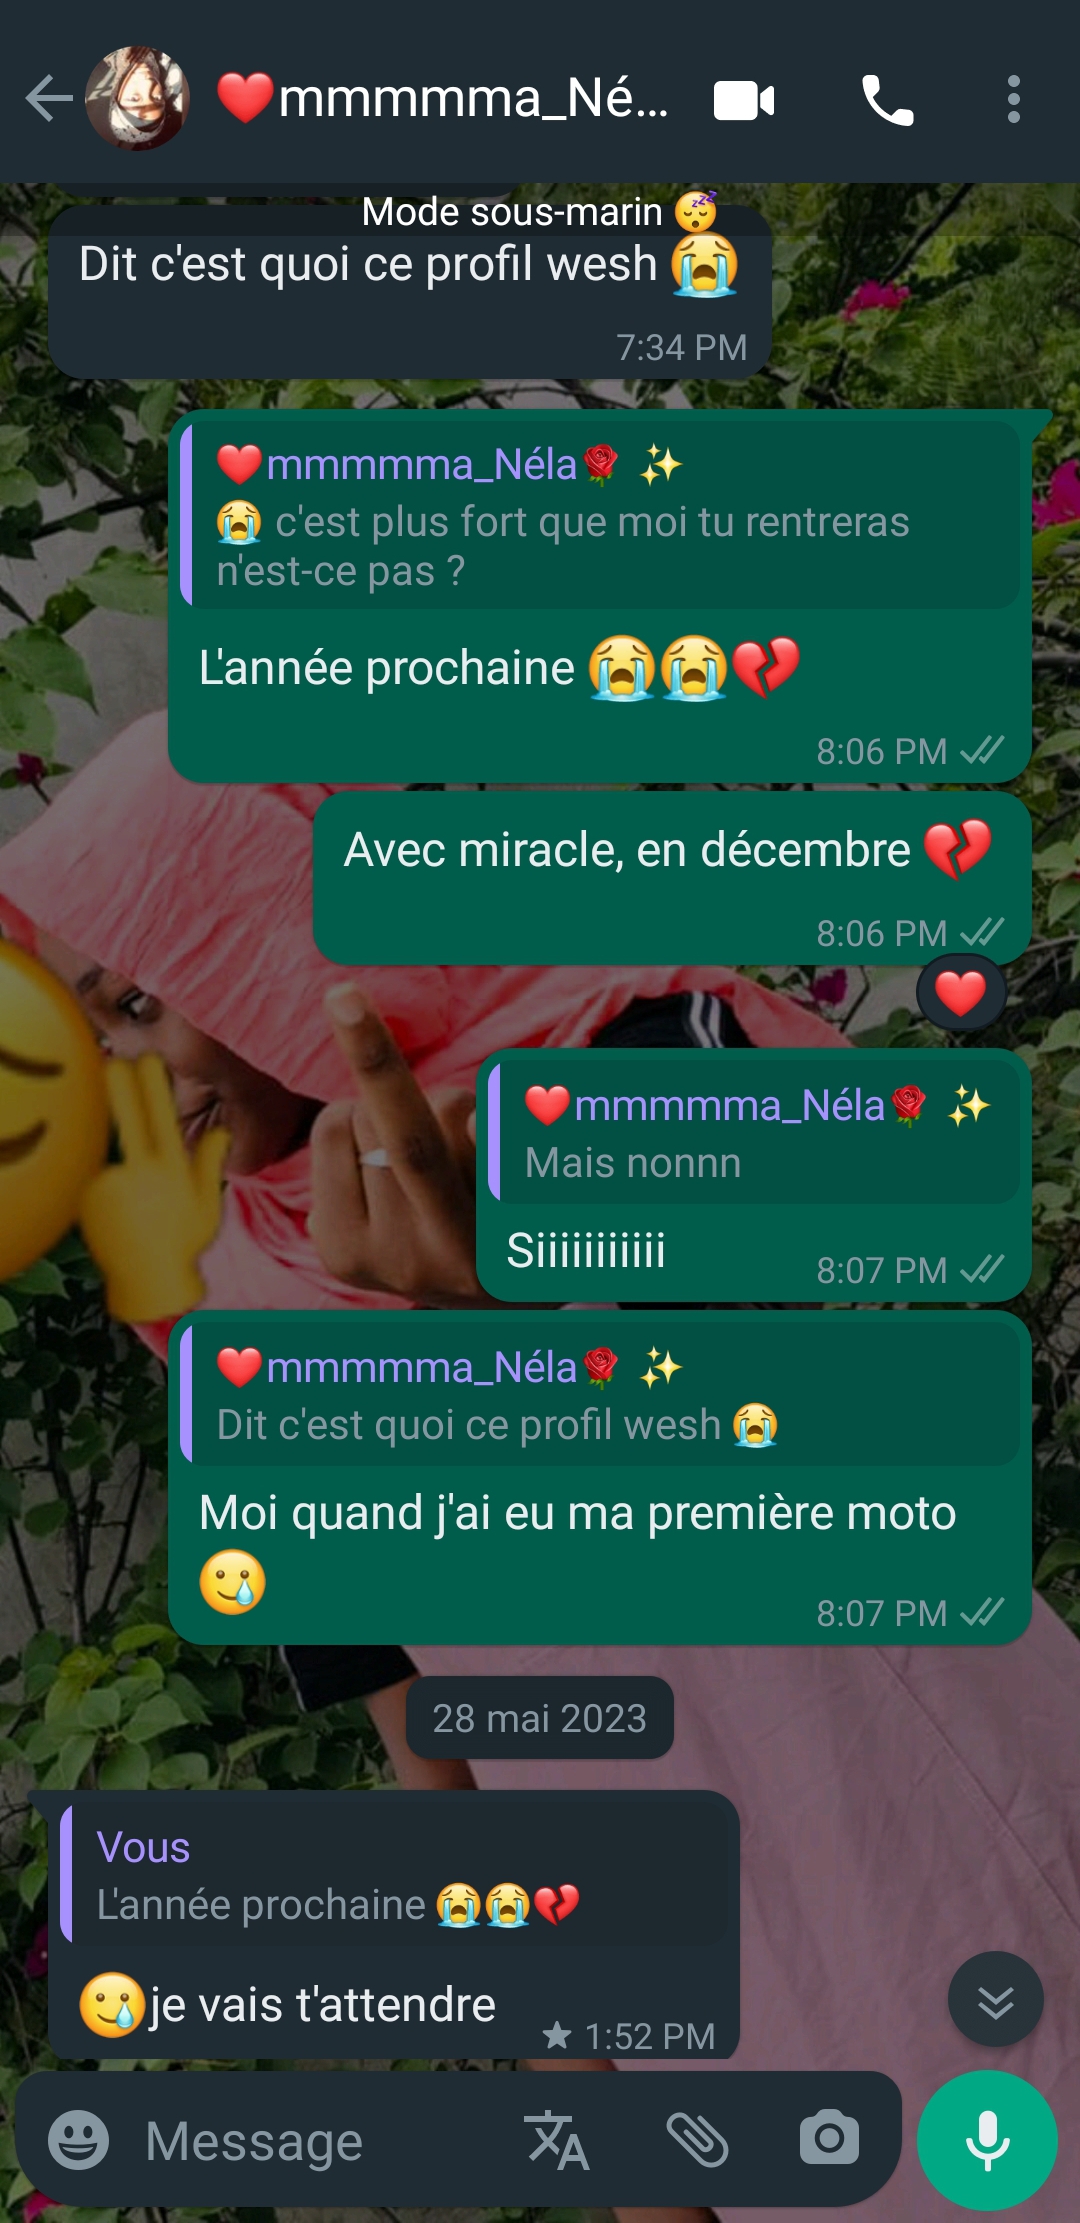 ❤️mmmmma_Né...
Mode sous-marin 😴
Dit c'est quoi ce profil wesh 😭
7:34 PM
❤️mmmmma_Néla🌹 ✨
😭 c'est plus fort que moi tu rentreras
n'est-ce pas ?
L'année prochaine 😭😭💔
8:06 PM
Avec miracle, en décembre 💔
8:06 PM
❤️
❤️mmmmma_Néla🌹 ✨
Mais nonnn
Siiiiiiiiiii
8:07 PM
❤️mmmmma_Néla🌹 ✨
Dit c'est quoi ce profil wesh 😭
Moi quand j'ai eu ma première moto
🥲
8:07 PM
28 mai 2023
Vous
L'année prochaine 😭😭💔
🥲je vais t'attendre
★ 1:52 PM
Message